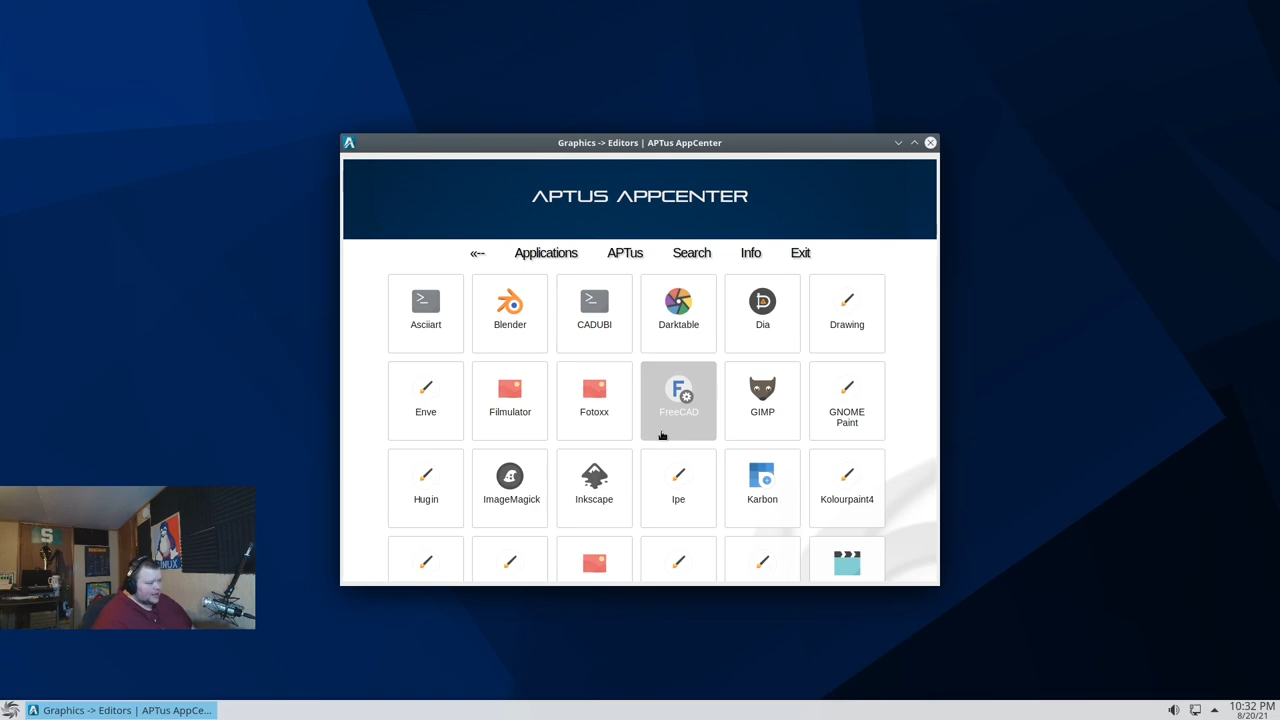 Graphics -> Editors | APTus AppCenter
APTUS APPCENTER
«-- Applications APTus Search Info Exit
Asciiart Blender CADUBI Darktable Dia Drawing
Enve Filmulator Fotoxx FreeCAD GIMP GNOME
Paint
Hugin ImageMagick Inkscape Ipe Karbon Kolourpaint4
S
LINUX
Graphics -> Editors | APTus AppCe...
10:32 PM
8/20/21